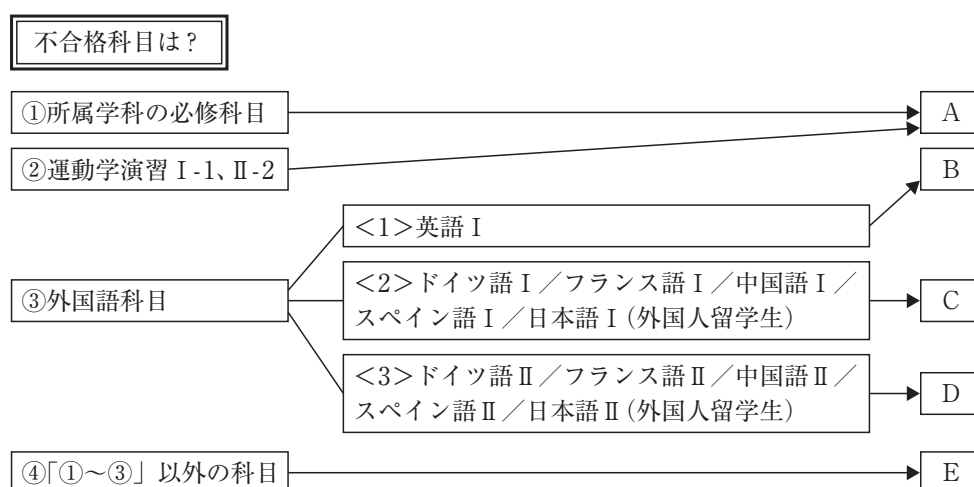 不合格科目は？
①所属学科の必修科目
A
②運動学演習Ⅰ-1、Ⅱ-2
B
<1>英語Ⅰ
③外国語科目
<2>ドイツ語Ⅰ／フランス語Ⅰ／中国語Ⅰ／
スペイン語Ⅰ／日本語Ⅰ（外国人留学生）
C
<3>ドイツ語Ⅱ／フランス語Ⅱ／中国語Ⅱ／
スペイン語Ⅱ／日本語Ⅱ（外国人留学生）
D
④「①～③」以外の科目
E